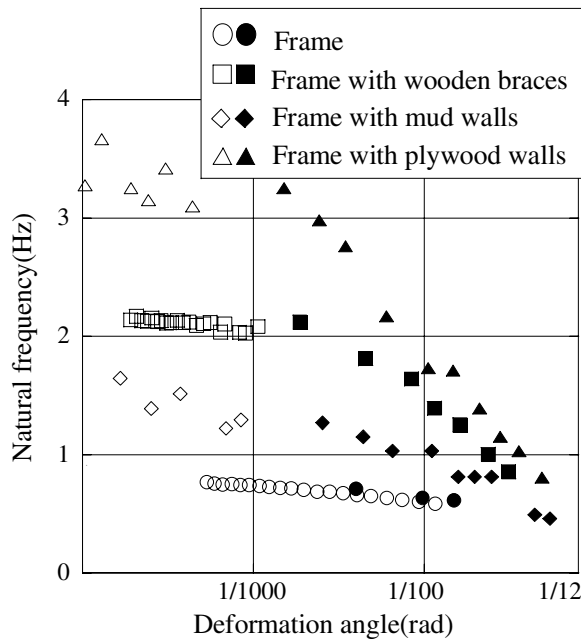 Frame
Frame with wooden braces
Frame with mud walls
Frame with plywood walls
4
3
2
1
0
Natural frequency(Hz)
1/1000
1/100
1/12
Deformation angle(rad)